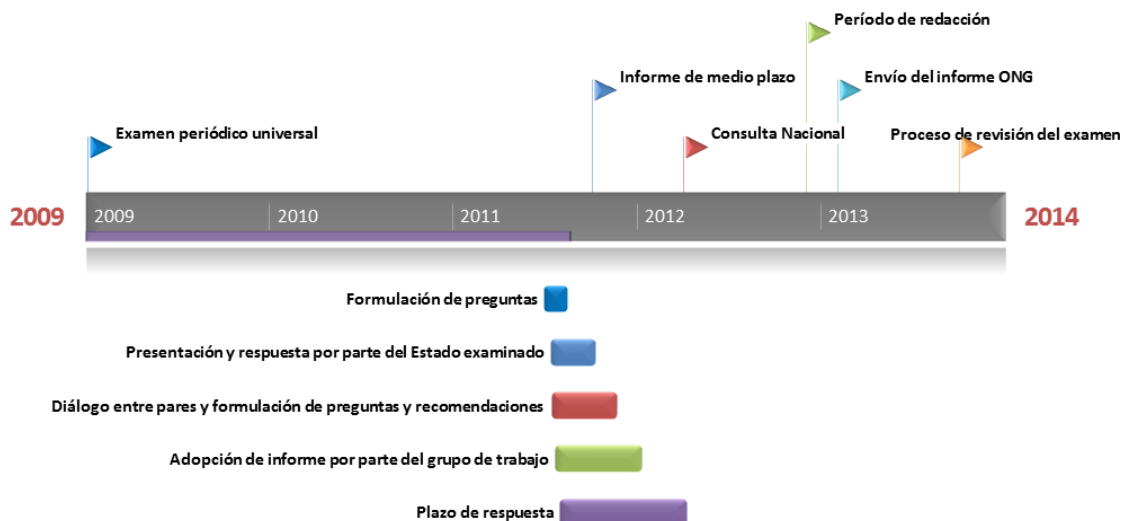 Período de redacción
Informe de medio plazo
Envío del informe ONG
Examen periódico universal
Consulta Nacional
Proceso de revisión del examen
2009
2009
2010
2011
2012
2013
2014
Formulación de preguntas
Presentación y respuesta por parte del Estado examinado
Diálogo entre pares y formulación de preguntas y recomendaciones
Adopción de informe por parte del grupo de trabajo
Plazo de respuesta